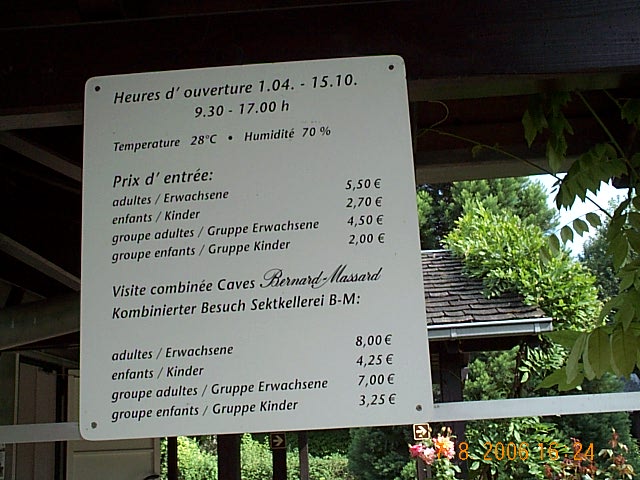 Heures d' ouverture 1.04. - 15.10.
9.30 - 17.00 h
Temperature 28°C • Humidité 70 %
Prix d' entrée:
adultes / Erwachsene 5,50 €
enfants / Kinder 2,70 €
groupe adultes / Gruppe Erwachsene 4,50 €
groupe enfants / Gruppe Kinder 2,00 €
Visite combinée Caves Bernard-Massard
Kombinierter Besuch Sektkellerei B-M:
adultes / Erwachsene 8,00 €
enfants / Kinder 4,25 €
groupe adultes / Gruppe Erwachsene 7,00 €
groupe enfants / Gruppe Kinder 3,25 €
8 2006 16 24